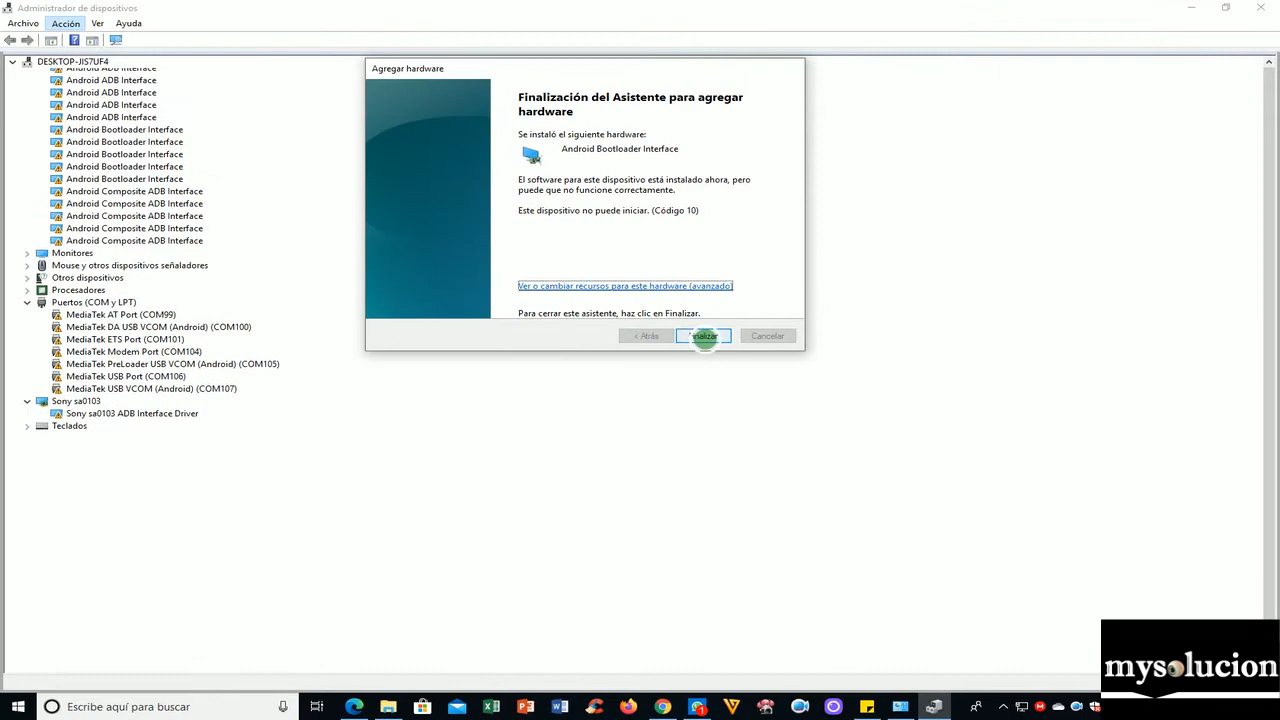 Administrador de dispositivos
Archivo Acción Ver Ayuda
DESKTOP-JIS7UF4
Android ADB Interface
Android ADB Interface
Android ADB Interface
Android ADB Interface
Android ADB Interface
Android Bootloader Interface
Android Bootloader Interface
Android Bootloader Interface
Android Bootloader Interface
Android Bootloader Interface
Android Composite ADB Interface
Android Composite ADB Interface
Android Composite ADB Interface
Android Composite ADB Interface
Android Composite ADB Interface
Monitores
Mouse y otros dispositivos señaladores
Otros dispositivos
Procesadores
Puertos (COM y LPT)
MediaTek AT Port (COM99)
MediaTek DA USB VCOM (Android) (COM100)
MediaTek ETS Port (COM101)
MediaTek Modem Port (COM104)
MediaTek PreLoader USB VCOM (Android) (COM105)
MediaTek USB Port (COM106)
MediaTek USB VCOM (Android) (COM107)
Sony sa0103
Sony sa0103 ADB Interface Driver
Teclados
Agregar hardware
Finalización del Asistente para agregar
hardware
Se instaló el siguiente hardware:
Android Bootloader Interface
El software para este dispositivo está instalado ahora, pero
puede que no funcione correctamente.
Este dispositivo no puede iniciar. (Código 10)
Ver o cambiar recursos para este hardware (avanzado)
Para cerrar este asistente, haz clic en Finalizar.
< Atrás Finalizar Cancelar
mysolucion
Escribe aquí para buscar